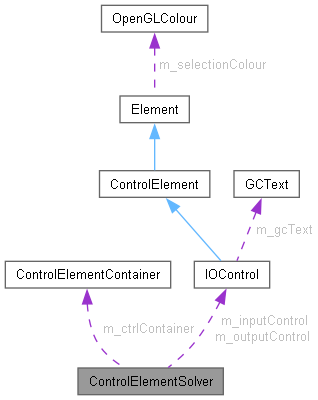 OpenGLColour
m_selectionColour
Element
ControlElement
GCText
m_gcText
ControlElementContainer
IOControl
m_ctrlContainer
m_inputControl
m_outputControl
ControlElementSolver